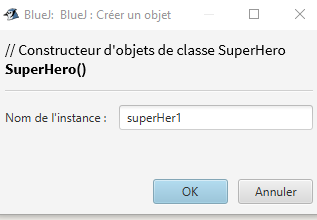 BlueJ: BlueJ : Créer un objet
// Constructeur d'objets de classe SuperHero
SuperHero()
Nom de l'instance :
superHer1
OK
Annuler